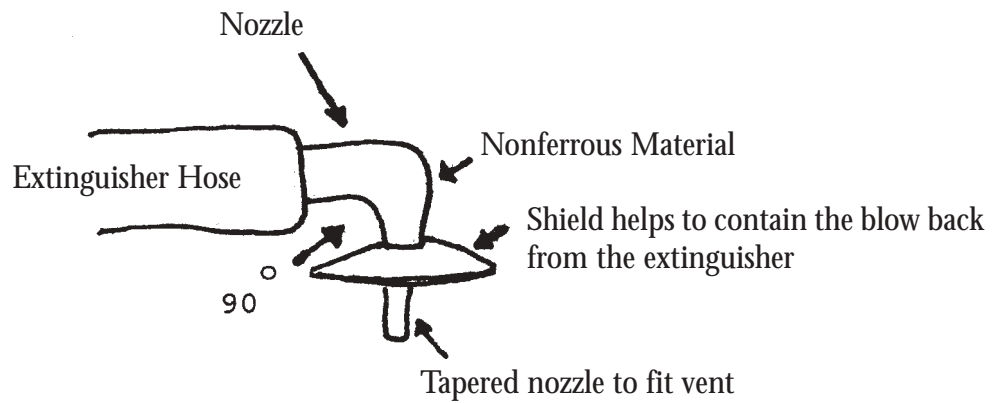 Nozzle
Nonferrous Material
Extinguisher Hose
Shield helps to contain the blow back
from the extinguisher
90°
Tapered nozzle to fit vent